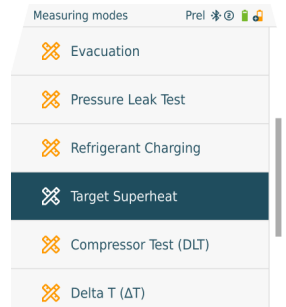 Measuring modes Prel
Evacuation
Pressure Leak Test
Refrigerant Charging
Target Superheat
Compressor Test (DLT)
Delta T (ΔT)